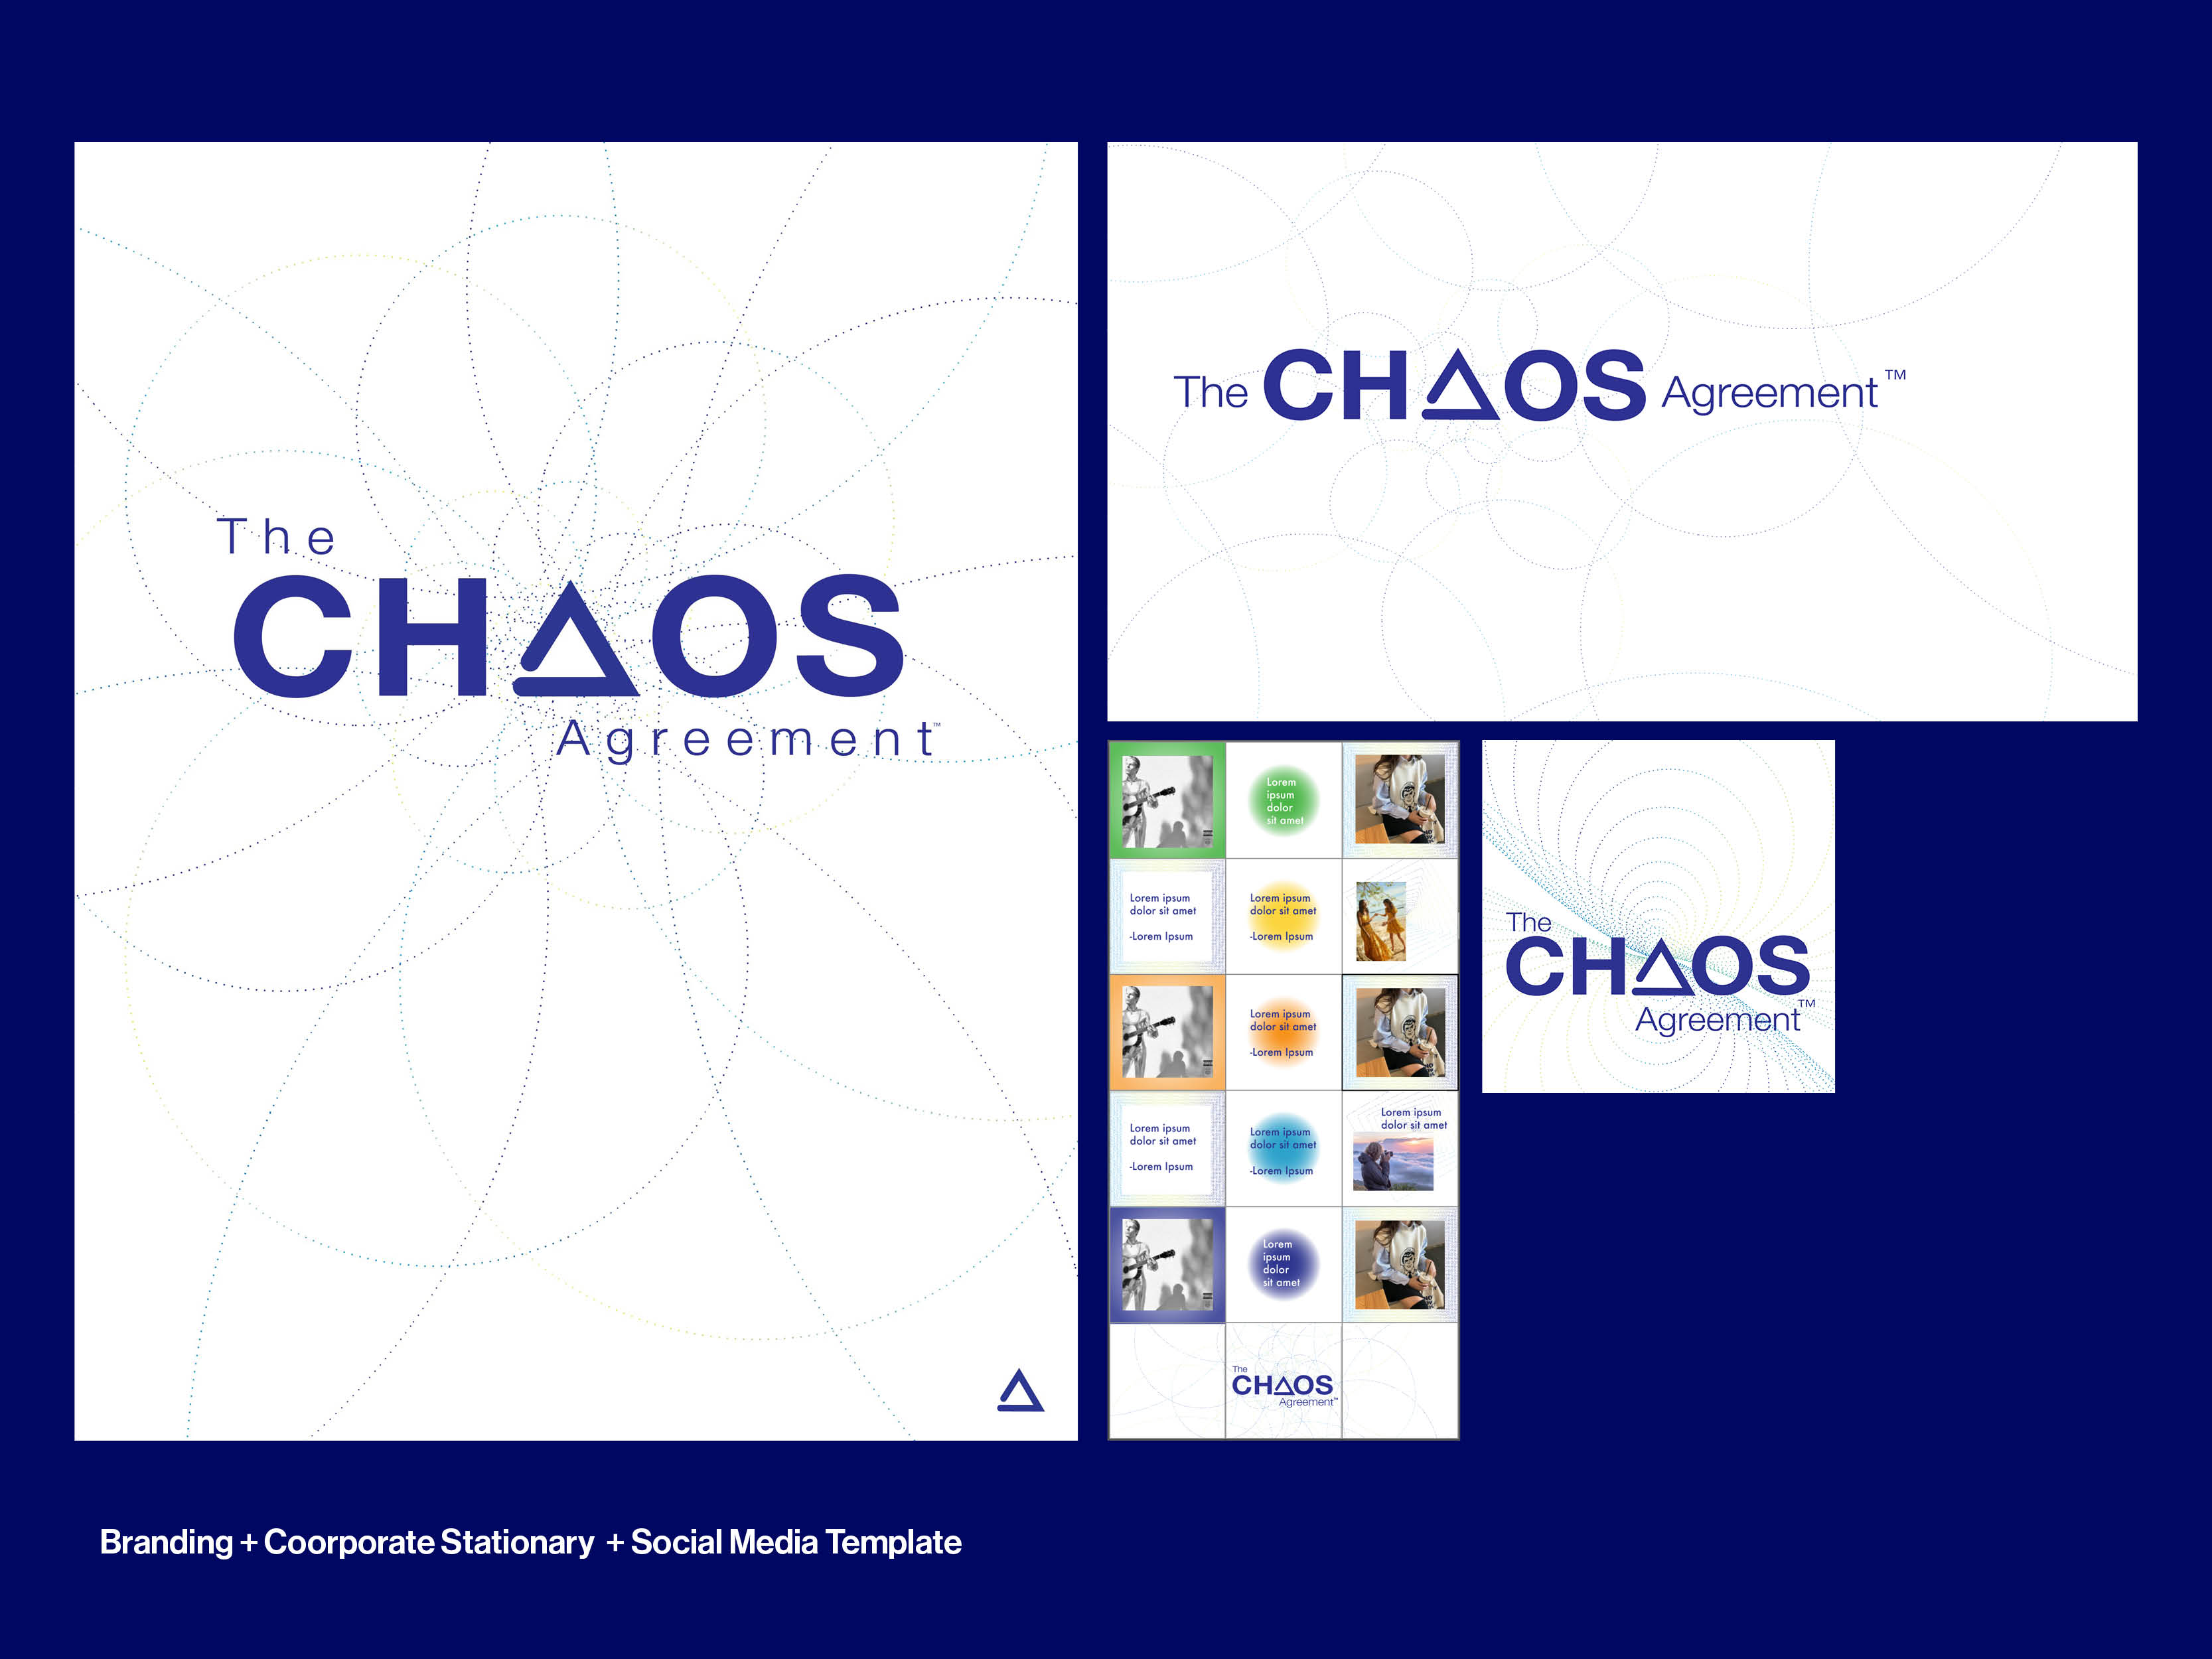 The
CHAOS
Agreement™
The CHAOS Agreement™
Lorem
ipsum
dolor
sit amet
Lorem ipsum
dolor sit amet
-Lorem Ipsum
Lorem ipsum
dolor sit amet
-Lorem Ipsum
Lorem ipsum
dolor sit amet
-Lorem Ipsum
Lorem ipsum
dolor sit amet
-Lorem Ipsum
Lorem ipsum
dolor sit amet
-Lorem Ipsum
Lorem ipsum
dolor sit amet
Lorem
ipsum
dolor
sit amet
The
CHAOS
Agreement™
The
CHAOS
Agreement™
Branding + Coorporate Stationary + Social Media Template